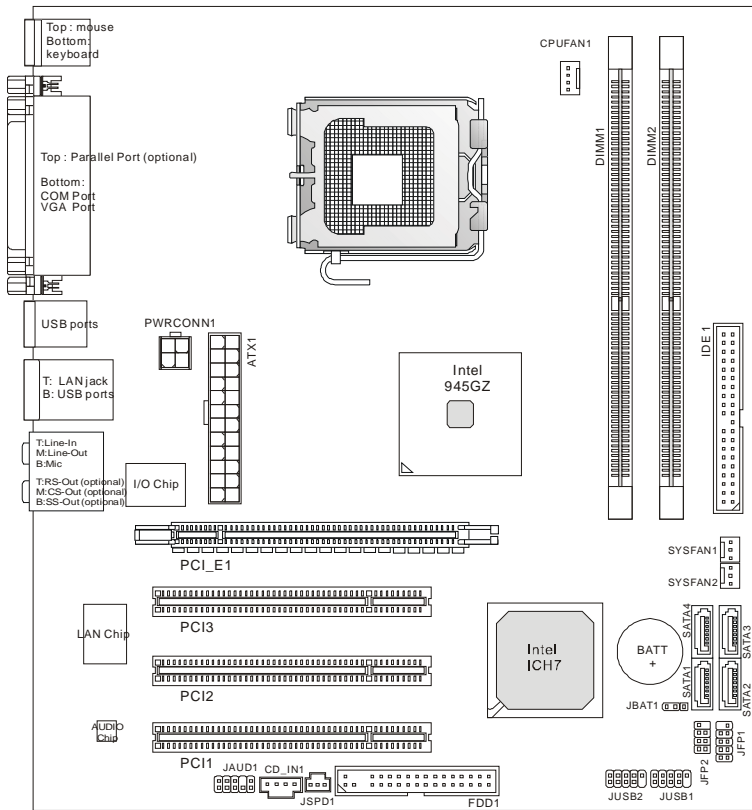 Top : mouse
Bottom:
keyboard
CPUFAN1
DIMM1
DIMM2
Top : Parallel Port (optional)
Bottom:
COM Port
VGA Port
USB ports
PWRCONN1
ATX1
IDE 1
T: LAN jack
B: USB ports
Intel
945GZ
T:Line-In
M:Line-Out
B:Mic
T:RS-Out (optional)
M:CS-Out (optional)
B:SS-Out (optional)
I/O Chip
PCI_E1
SYSFAN1
SYSFAN2
PCI3
LAN Chip
Intel
ICH7
BATT
+
SATA4
SATA3
SATA1
SATA2
PCI2
JBAT1
AUDIO
Chip
PCI1
JFP2
JFP1
JAUD1
CD_IN1
JSPD1
FDD1
JUSB2
JUSB1